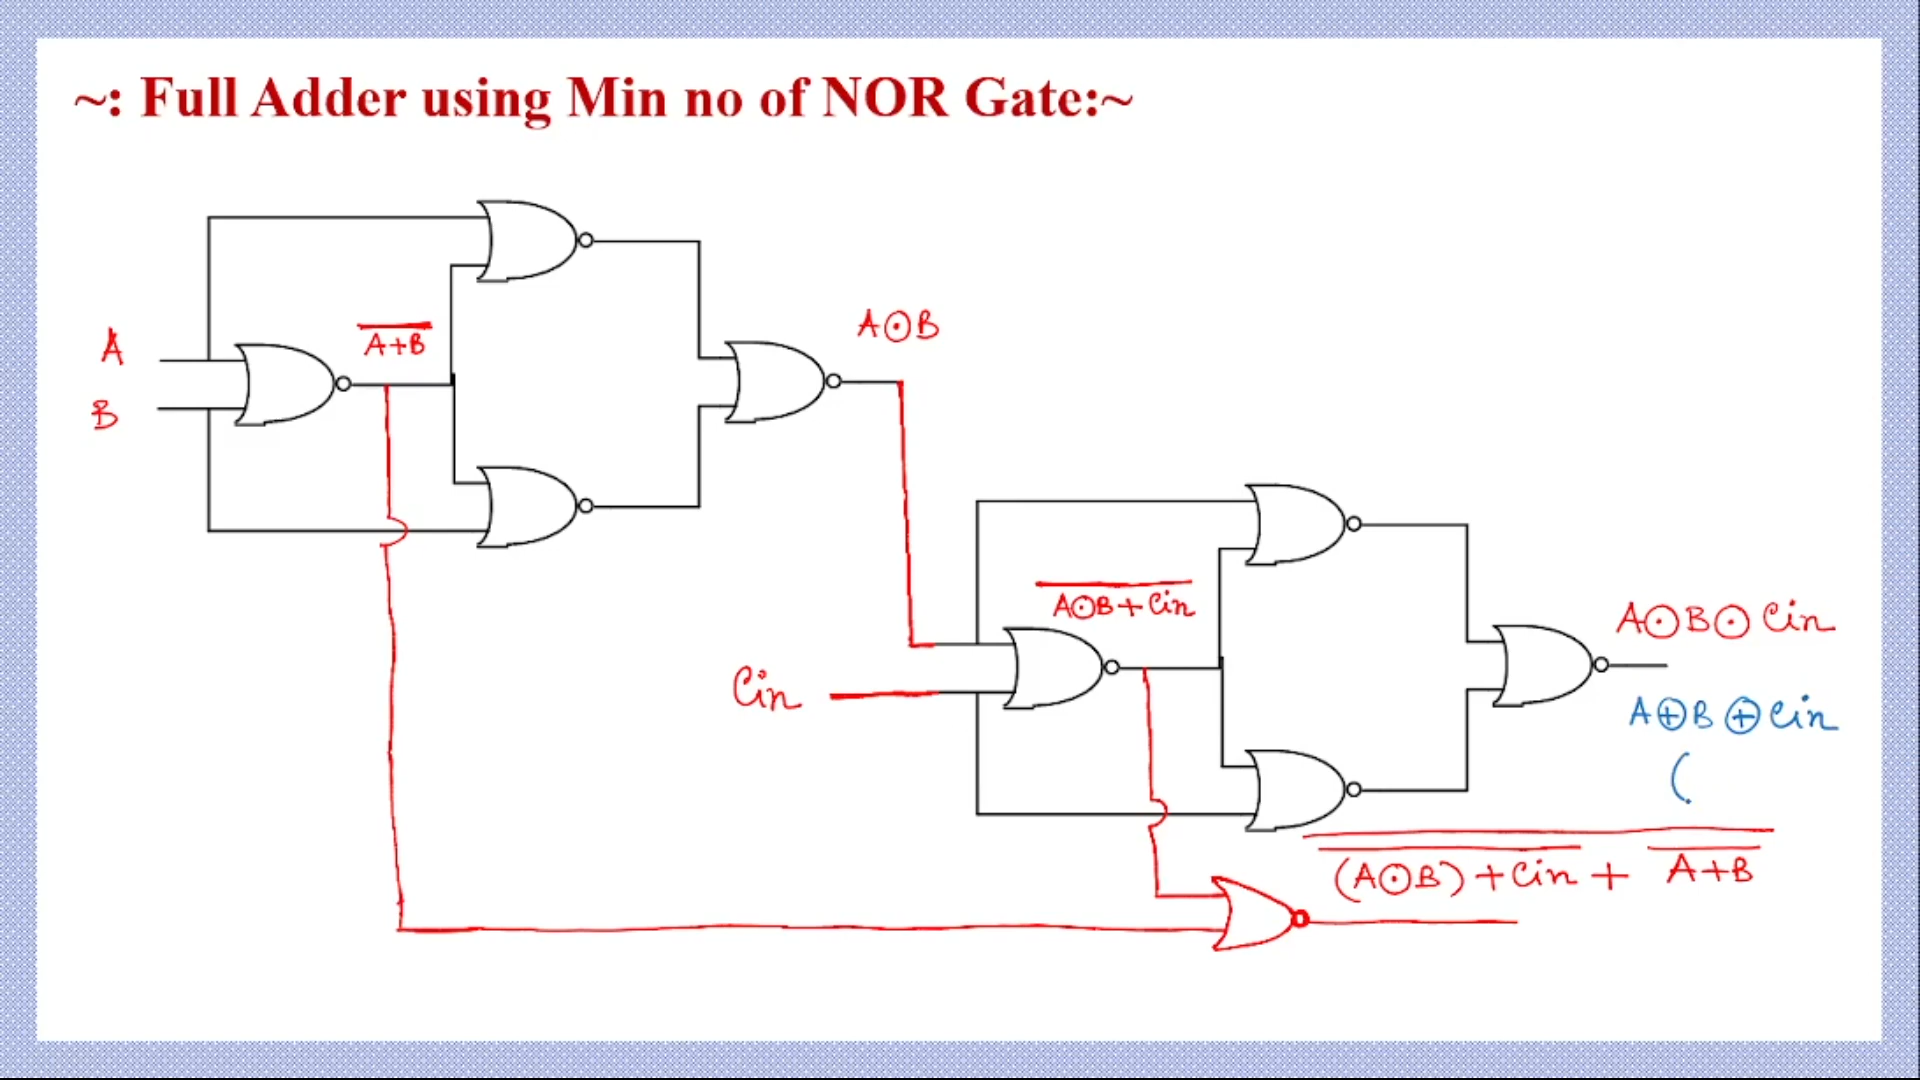 ~: Full Adder using Min no of NOR Gate:~
A
B
A+B
A⊙B
Cin
A⊙B+Cin
A⊙B⊙Cin
A⊕B⊕Cin
(
(A⊙B)+Cin + A+B